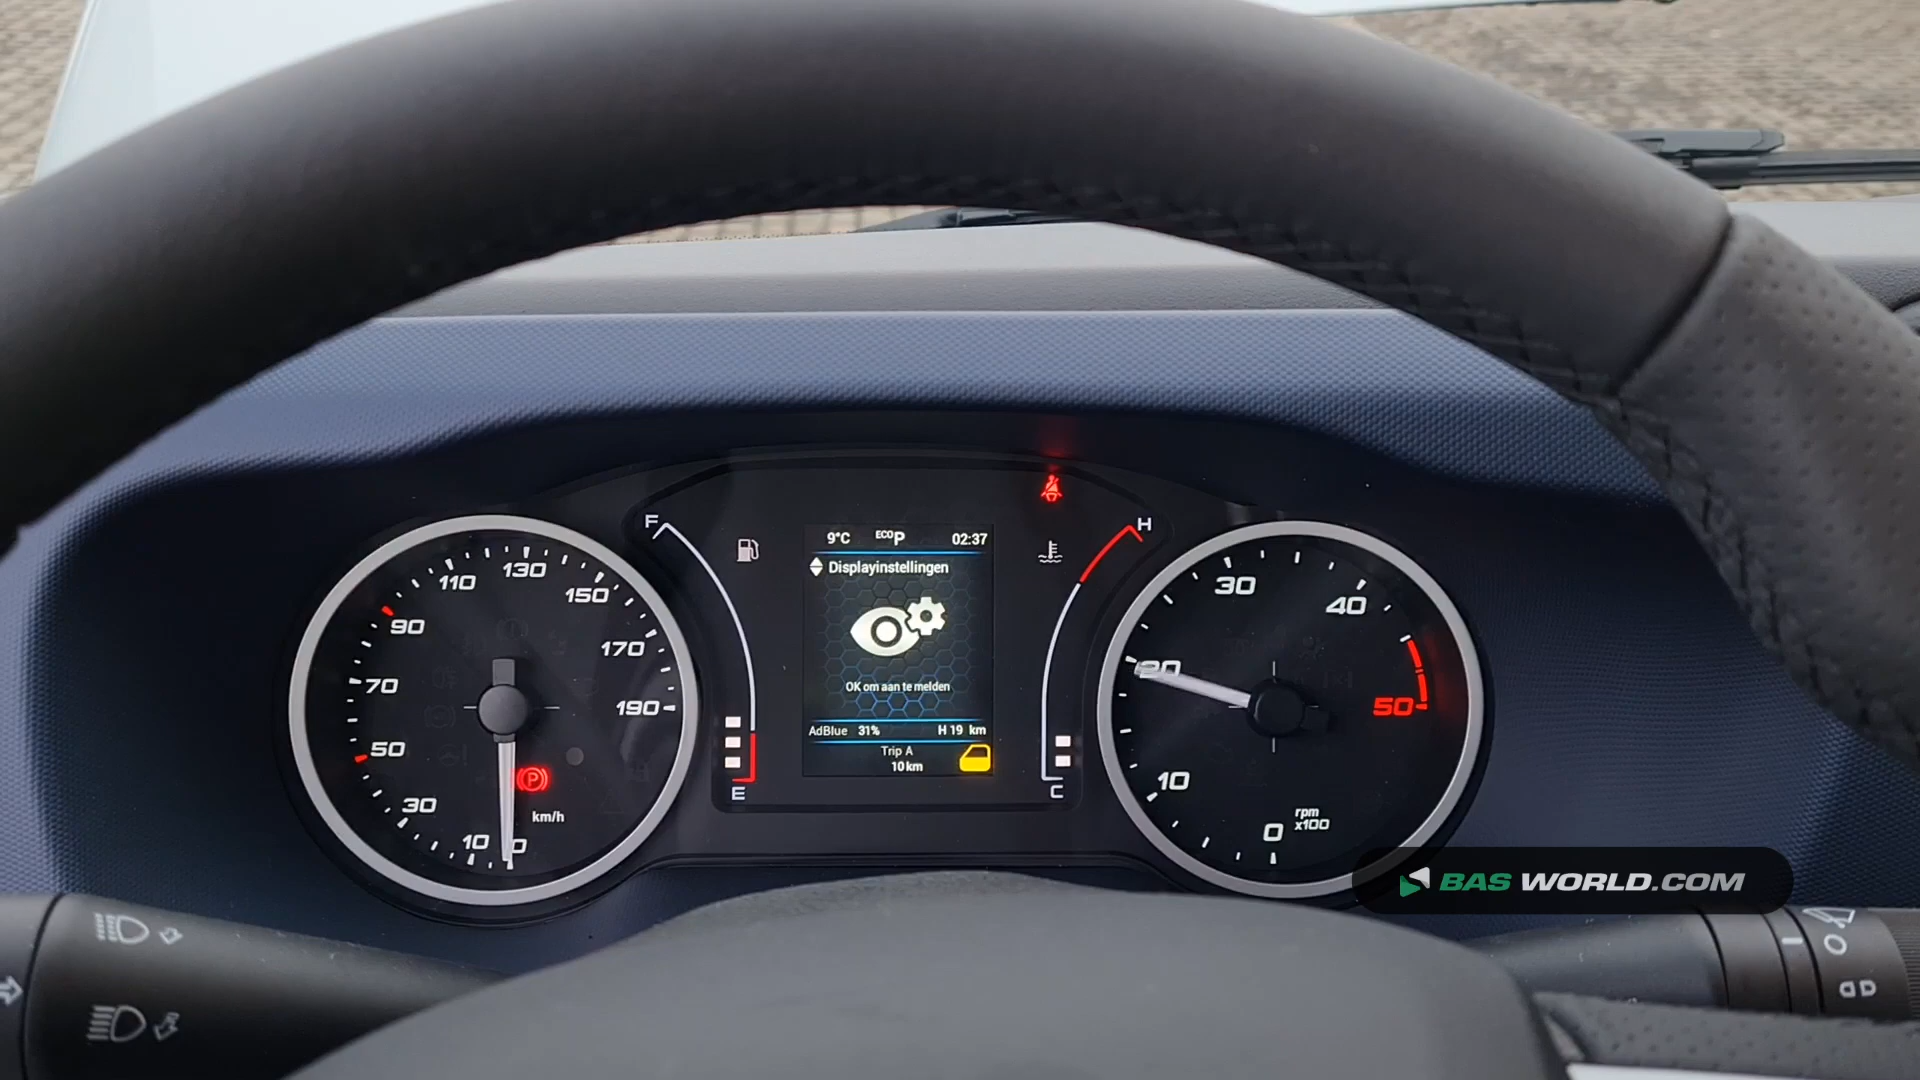 F
H
9°C ECO P 02:37
Displayinstellingen
OK om aan te melden
AdBlue 31% H 19 km
Trip A
10 km
E
C
10
30
50
70
90
110
130
150
170
190
0
P
km/h
0
10
20
30
40
50
rpm
x100
BAS WORLD.COM